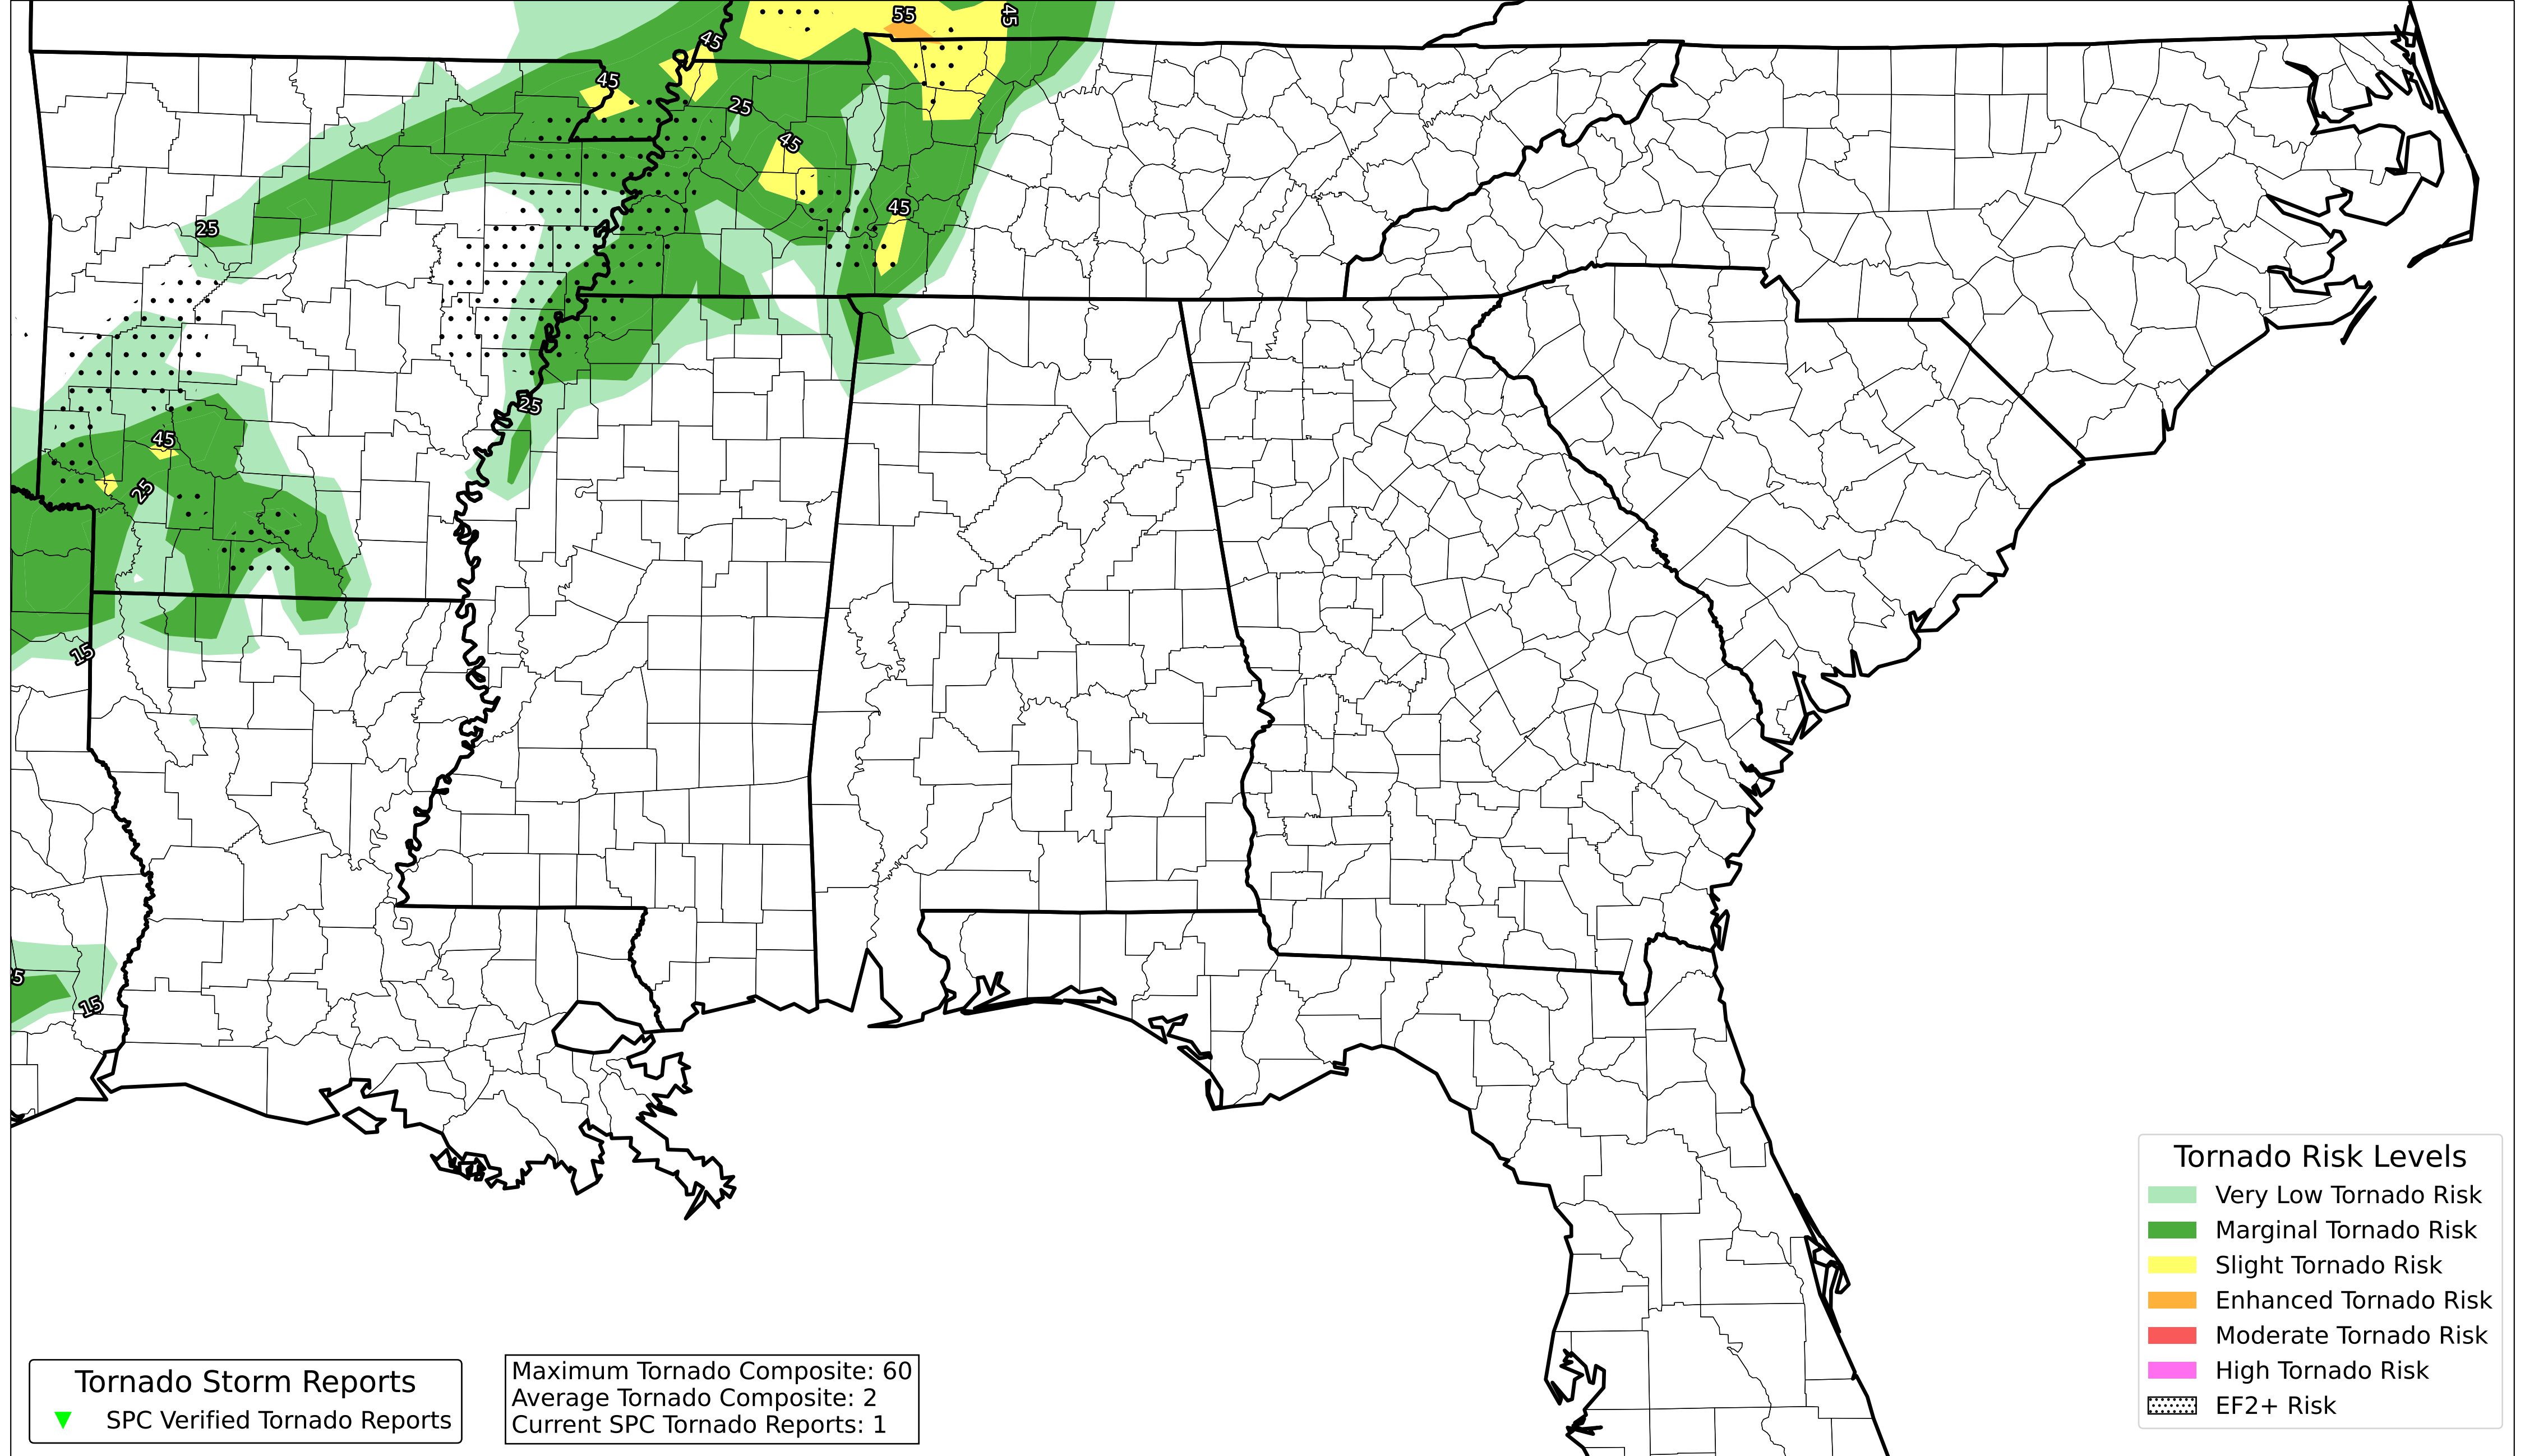 55
45
45
45
25
45
45
25
25
45
25
15
5
15
Tornado Risk Levels
Very Low Tornado Risk
Marginal Tornado Risk
Slight Tornado Risk
Enhanced Tornado Risk
Moderate Tornado Risk
High Tornado Risk
EF2+ Risk
Tornado Storm Reports
SPC Verified Tornado Reports
Maximum Tornado Composite: 60
Average Tornado Composite: 2
Current SPC Tornado Reports: 1